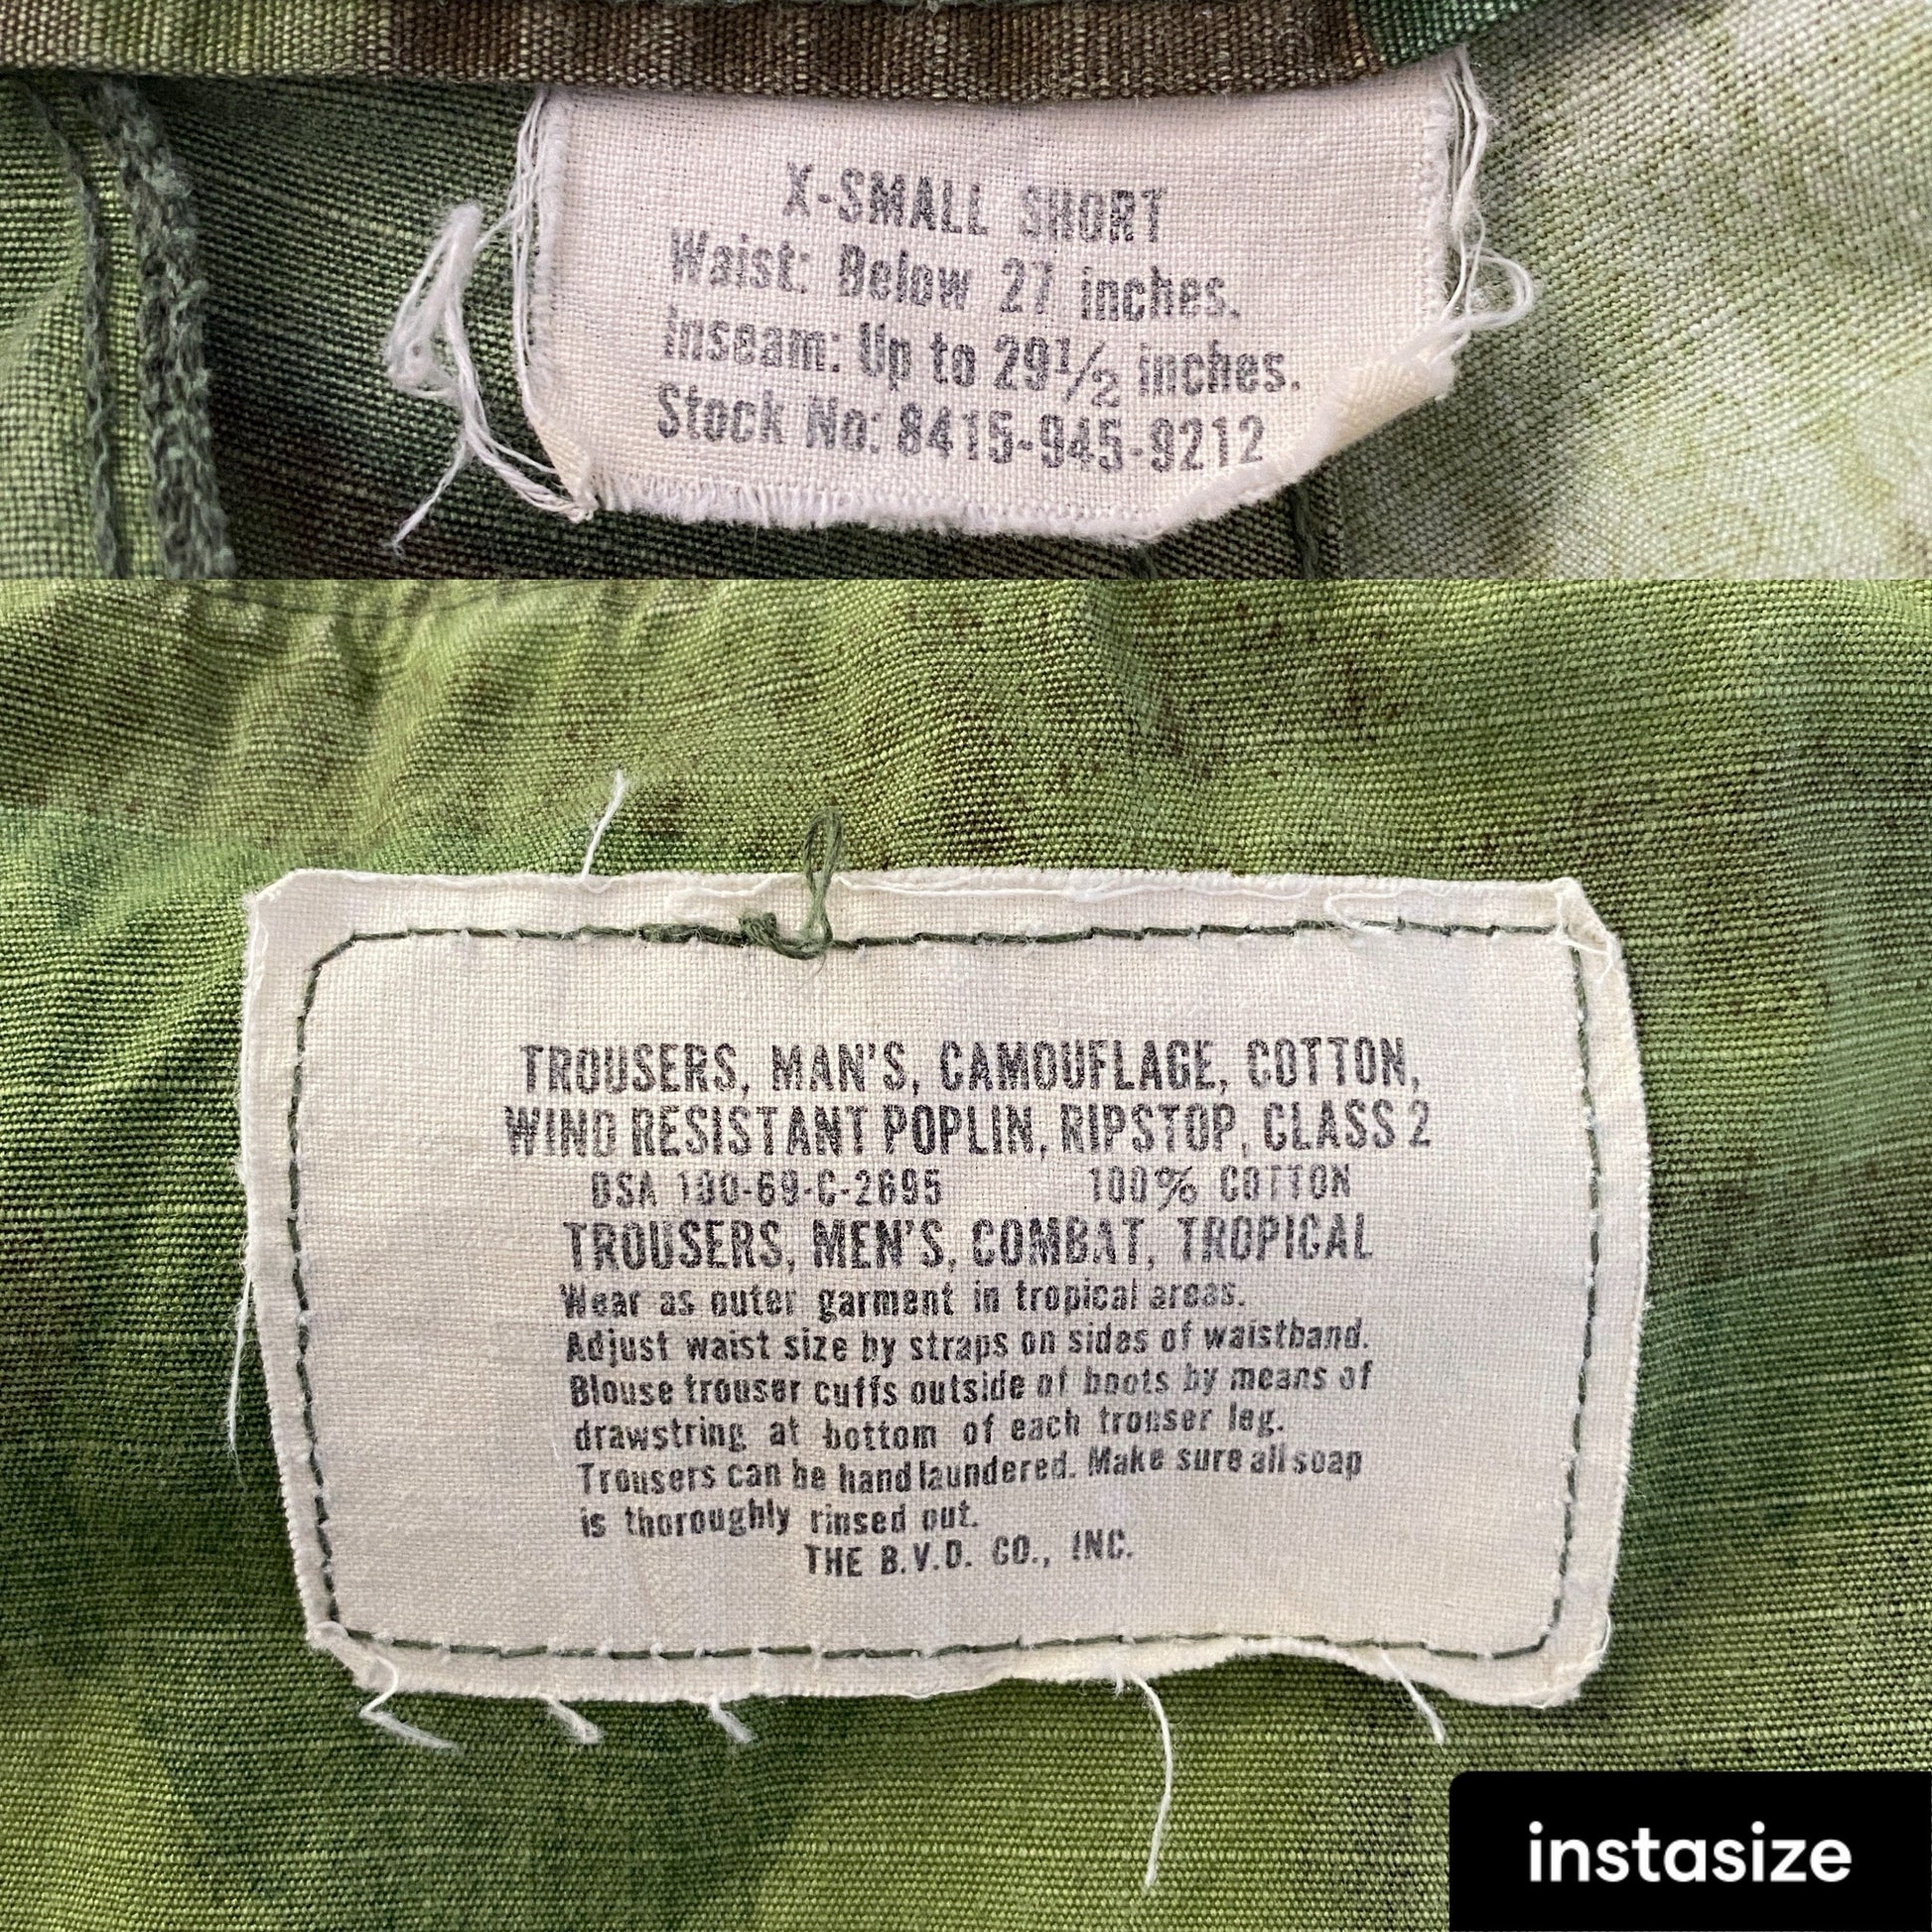 X-SMALL SHORT
Waist: Below 27 inches.
Inseam: Up to 29 1/2 inches.
Stock No: 8415-945-9212
TROUSERS, MAN'S, CAMOUFLAGE, COTTON,
WIND RESISTANT POPLIN, RIPSTOP, CLASS 2
DSA 100-69-C-2695 100% COTTON
TROUSERS, MEN'S, COMBAT, TROPICAL
Wear as outer garment in tropical areas.
Adjust waist size by straps on sides of waistband.
Blouse trouser cuffs outside of boots by means of
drawstring at bottom of each trouser leg.
Trousers can be hand laundered. Make sure all soap
is thoroughly rinsed out.
THE B.V.D. CO., INC.
instasize